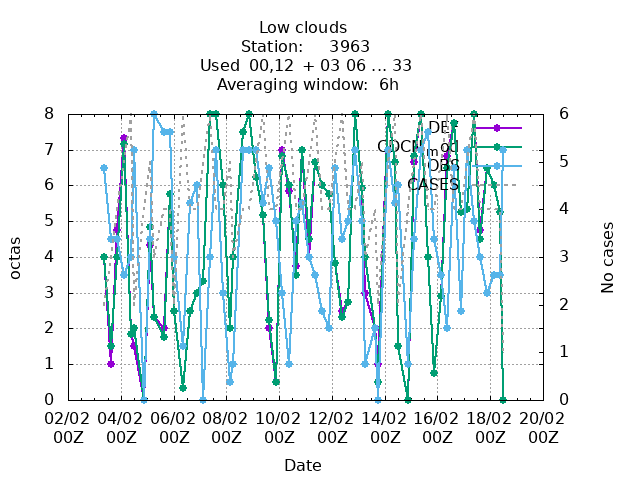 Low clouds
Station: 3963
Used 00,12 + 03 06 ... 33
Averaging window: 6h
8
7
6
5
4
3
2
1
0
octas
6
5
4
3
2
1
0
No cases
OBS
CASES
02/02 04/02 06/02 08/02 10/02 12/02 14/02 16/02 18/02 20/02
00Z 00Z 00Z 00Z 00Z 00Z 00Z 00Z 00Z 00Z
Date